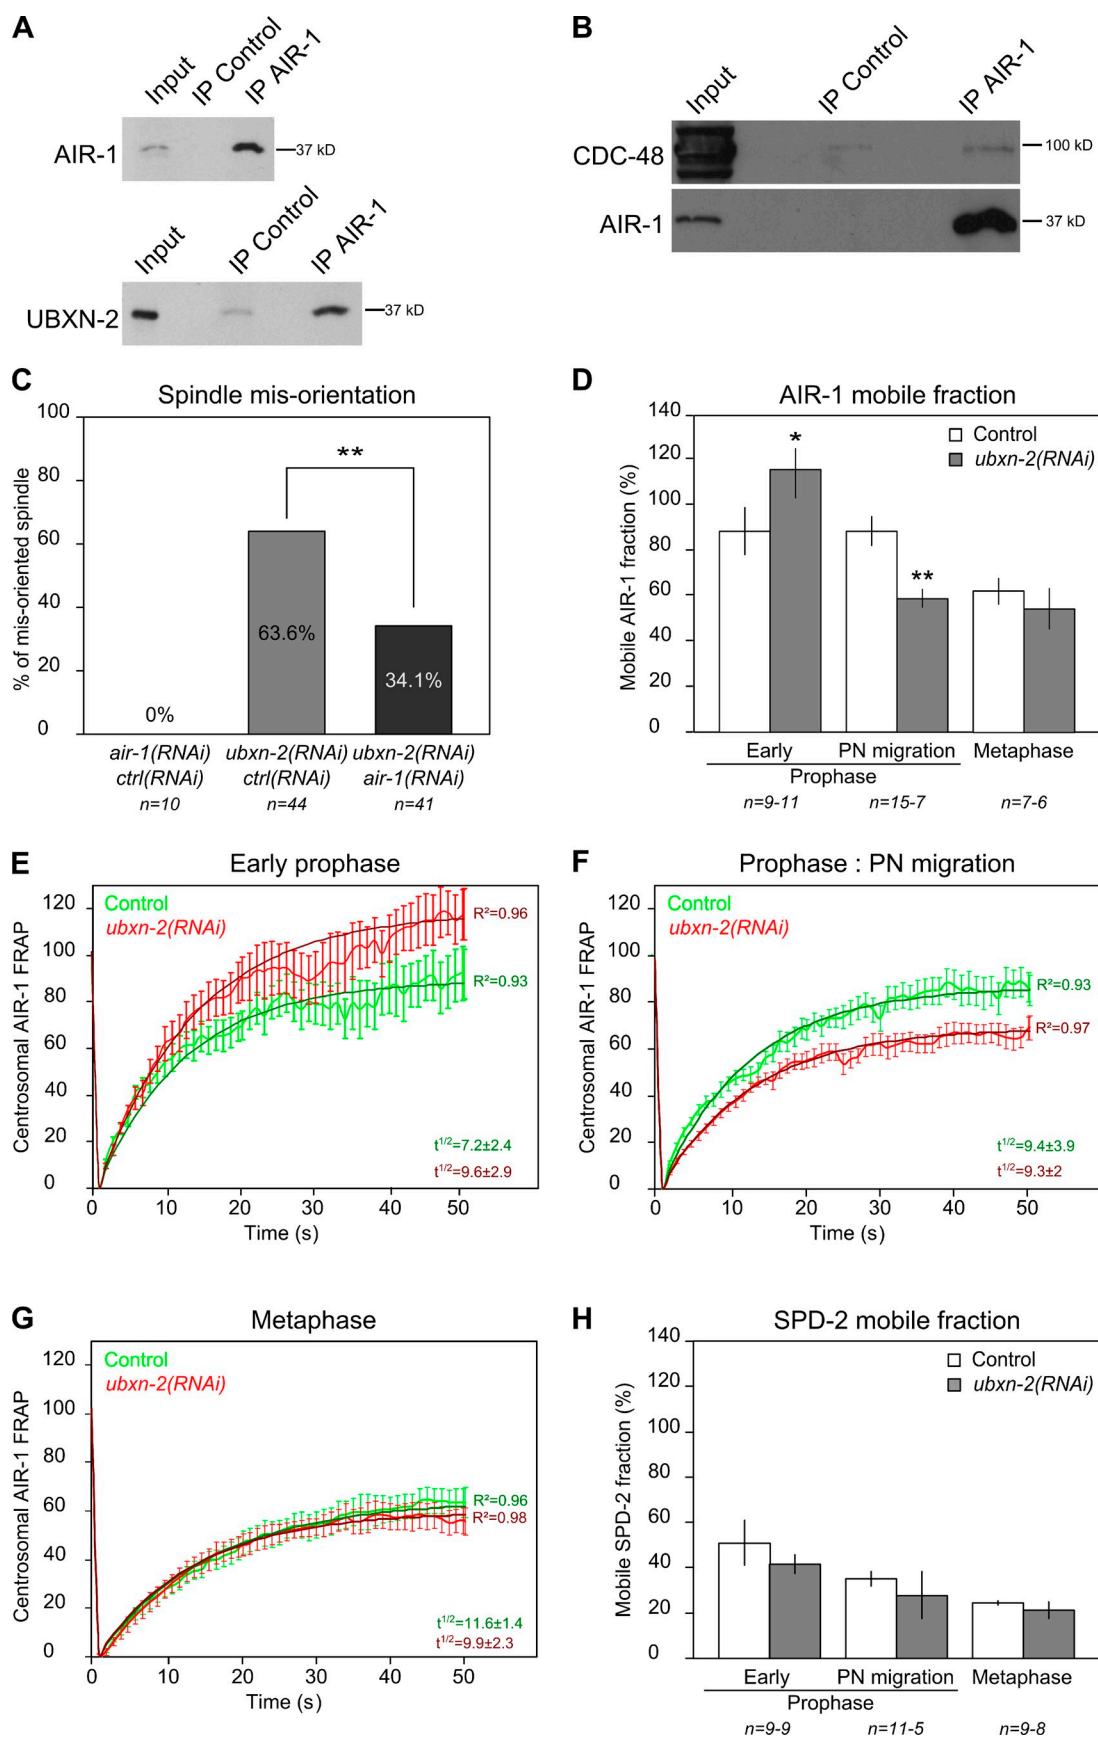 A
Input
IP Control
IP AIR-1
AIR-1
37 kD
Input
IP Control
IP AIR-1
UBXN-2
37 kD
B
Input
IP Control
IP AIR-1
CDC-48
100 kD
AIR-1
37 kD
C
Spindle mis-orientation
% of mis-oriented spindle
100
80
60
40
20
0
**
0%
63.6%
34.1%
air-1(RNAi) ubxn-2(RNAi) ubxn-2(RNAi)
ctrl(RNAi) ctrl(RNAi) air-1(RNAi)
n=10 n=44 n=41
D
AIR-1 mobile fraction
Mobile AIR-1 fraction (%)
140
120
100
80
60
40
20
0
Control
ubxn-2(RNAi)
*
**
Early PN migration Metaphase
Prophase
n=9-11 n=15-7 n=7-6
E
Early prophase
Centrosomal AIR-1 FRAP
120
100
80
60
40
20
0
Control
ubxn-2(RNAi)
R²=0.96
R²=0.93
t1/2=7.2±2.4
t1/2=9.6±2.9
0 10 20 30 40 50
Time (s)
F
Prophase : PN migration
Centrosomal AIR-1 FRAP
120
100
80
60
40
20
0
Control
ubxn-2(RNAi)
R²=0.93
R²=0.97
t1/2=9.4±3.9
t1/2=9.3±2
0 10 20 30 40 50
Time (s)
G
Metaphase
Centrosomal AIR-1 FRAP
120
100
80
60
40
20
0
Control
ubxn-2(RNAi)
R²=0.96
R²=0.98
t1/2=11.6±1.4
t1/2=9.9±2.3
0 10 20 30 40 50
Time (s)
H
SPD-2 mobile fraction
Mobile SPD-2 fraction (%)
140
120
100
80
60
40
20
0
Control
ubxn-2(RNAi)
Early PN migration Metaphase
Prophase
n=9-9 n=11-5 n=9-8